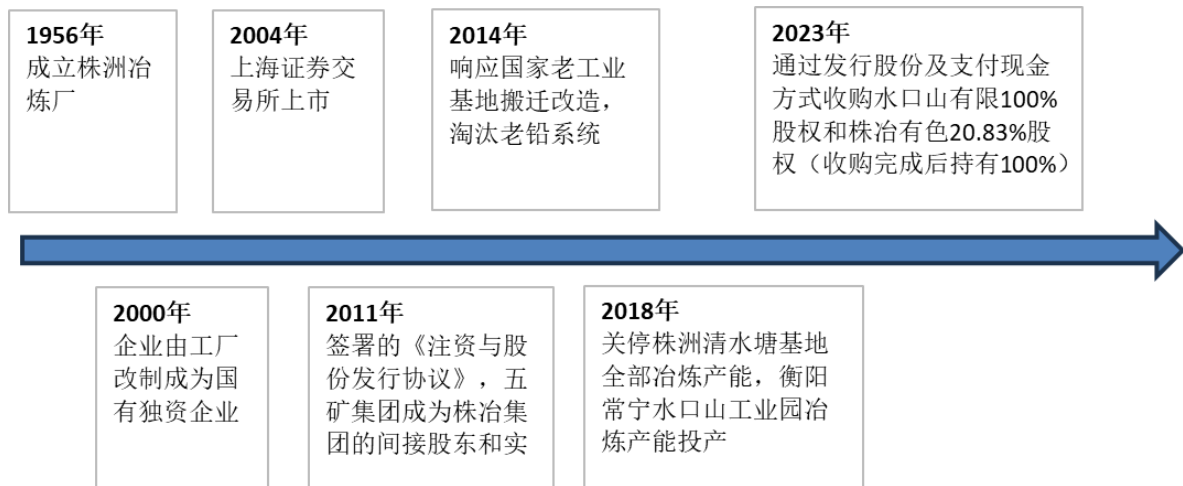 1956年
成立株洲冶
炼厂
2004年
上海证券交
易所上市
2014年
响应国家老工业
基地搬迁改造，
淘汰老铅系统
2023年
通过发行股份及支付现金
方式收购水口山有限100%
股权和株冶有色20.83%股
权（收购完成后持有100%）
2000年
企业由工厂
改制成为国
有独资企业
2011年
签署的《注资与股
份发行协议》，五
矿集团成为株冶集
团的间接股东和实
2018年
关停株洲清水塘基地
全部冶炼产能，衡阳
常宁水口山工业园冶
炼产能投产